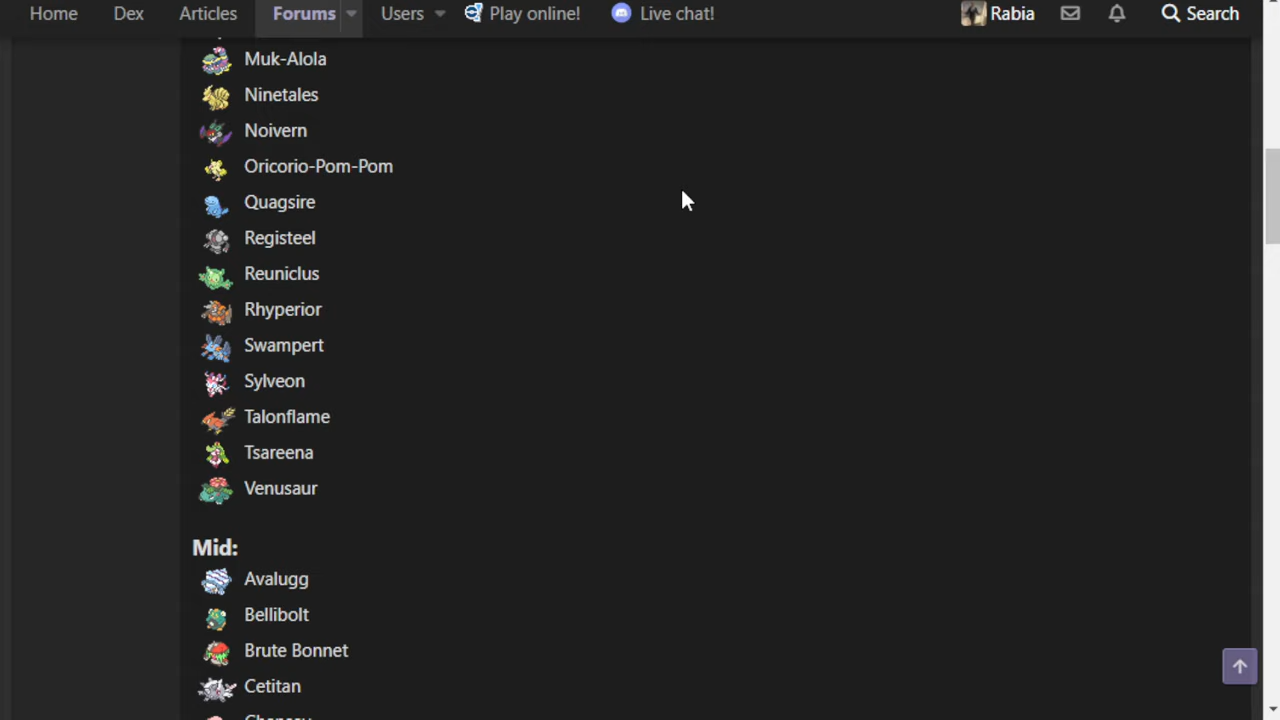 Home Dex Articles Forums Users Play online! Live chat! Rabia Search
Muk-Alola
Ninetales
Noivern
Oricorio-Pom-Pom
Quagsire
Registeel
Reuniclus
Rhyperior
Swampert
Sylveon
Talonflame
Tsareena
Venusaur
Mid:
Avalugg
Bellibolt
Brute Bonnet
Cetitan